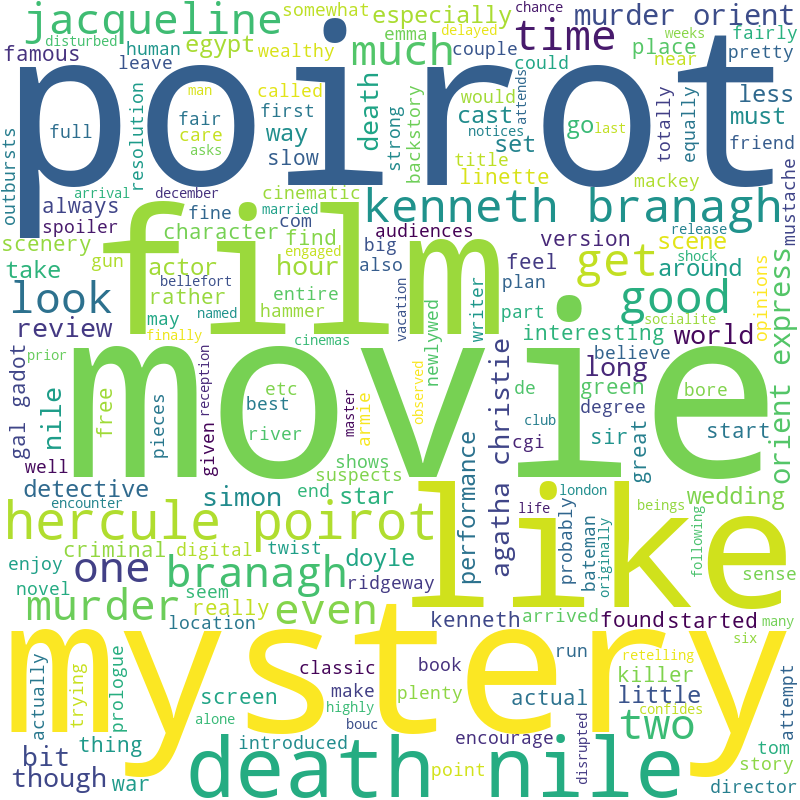 jacqueline
somewhat
delayed
chance
weeks
especially
emma
murder orient
fairly
disturbed
wealthy
time
famous
human
egypt
couple
place
pretty
leave
man
called
could
near
poirot
much
would
attends
less
full
fair
first
death
strong
cast
notices
go
last
must
outbursts
resolution
care
way
backstory
set
totally
equally
friend
asks
slow
title
arrival
december
cinematic
linette
mackey
mustache
always
fine
married
kenneth branagh
spoiler
com
audiences
release
scenery
character
find
big
version
scene
engaged
feel
shock
take
gun
actor
hour
also
plan
around
bellefort
look
rather
entire
vacation
writer
part
get
good
opinions
film
may
named
hammer
newlywed
interesting
socialite
world
review
finally
cinemas
believe
orient express
prior
reception
master
observed
agatha christie
long
gal gadot
nile
free
pieces
etc
armie
de
green
bore
movie
best
club
degree
given
river
cgi
sir
great
start
well
shows
performance
encounter
suspects
detective
simon
end
star
london
wedding
life
beings
hercule poirot
like
probably
bateman
originally
following
criminal
digital
twist
enjoy
one
branagh
doyle
sense
novel
seem
ridgeway
murder
really
even
kenneth
arrived
found
started
many
location
mystery
six
actually
trying
prologue
classic
book
run
retelling
killer
make
screen
plenty
actual
confides
little
attempt
highly
alone
bouc
two
thing
introduced
encourage
disrupted
tom
bit
story
though
war
death nile
point
director